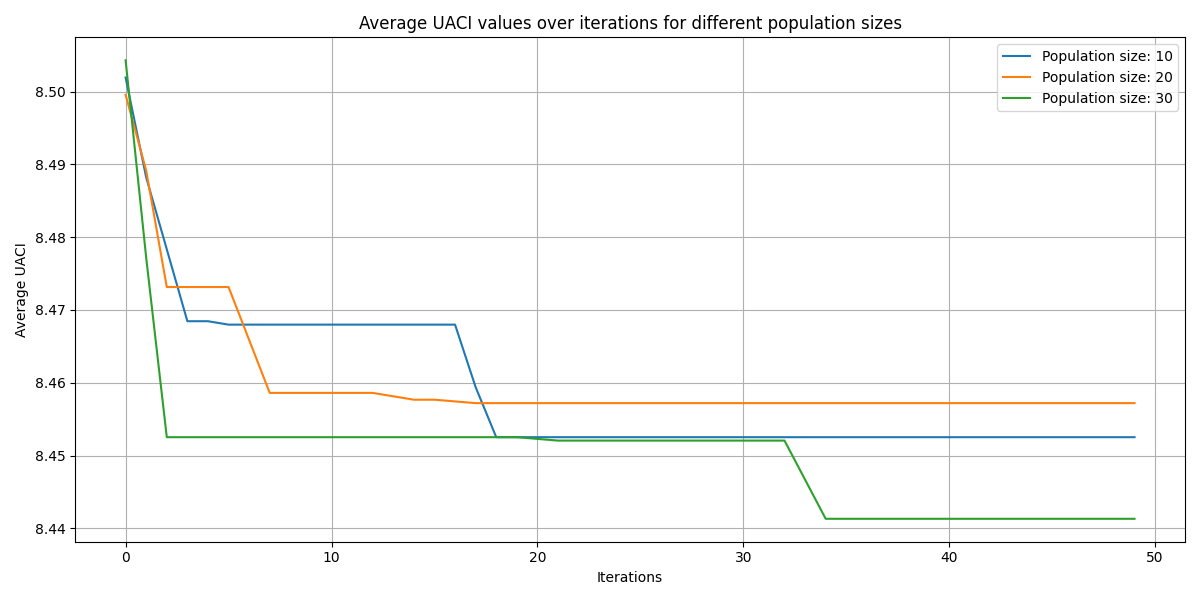 Average UACI values over iterations for different population sizes
Population size: 10
Population size: 20
Population size: 30
Average UACI
8.50
8.49
8.48
8.47
8.46
8.45
8.44
0 10 20 30 40 50
Iterations